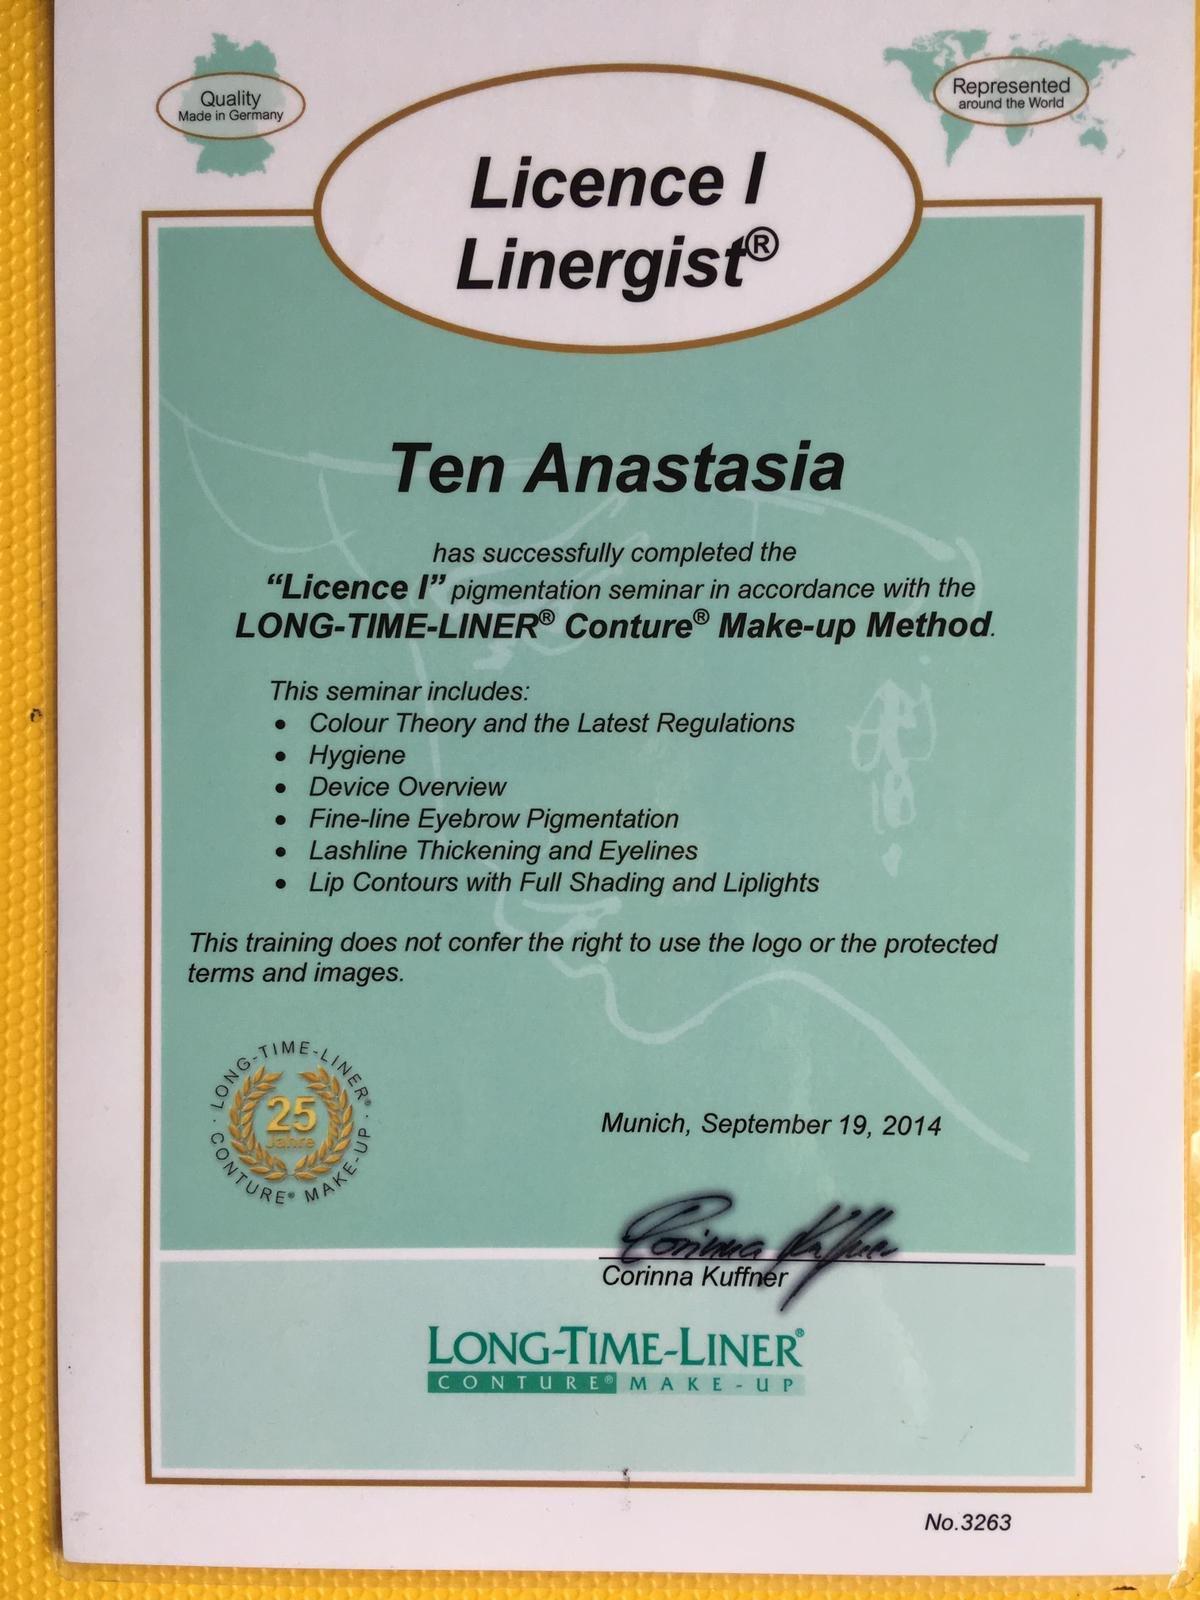 Quality
Made in Germany
Represented
around the World
Licence I
Linergist®
Ten Anastasia
has successfully completed the
“Licence I” pigmentation seminar in accordance with the
LONG-TIME-LINER® Conture® Make-up Method.
This seminar includes:
• Colour Theory and the Latest Regulations
• Hygiene
• Device Overview
• Fine-line Eyebrow Pigmentation
• Lashline Thickening and Eyelines
• Lip Contours with Full Shading and Liplights
This training does not confer the right to use the logo or the protected
terms and images.
· LONG-TIME-LINER® ·
25
Jahre
CONTURE® MAKE-UP
Munich, September 19, 2014
Corinna Kuffner
Corinna Kuffner
LONG-TIME-LINER®
CONTURE® MAKE-UP
No.3263